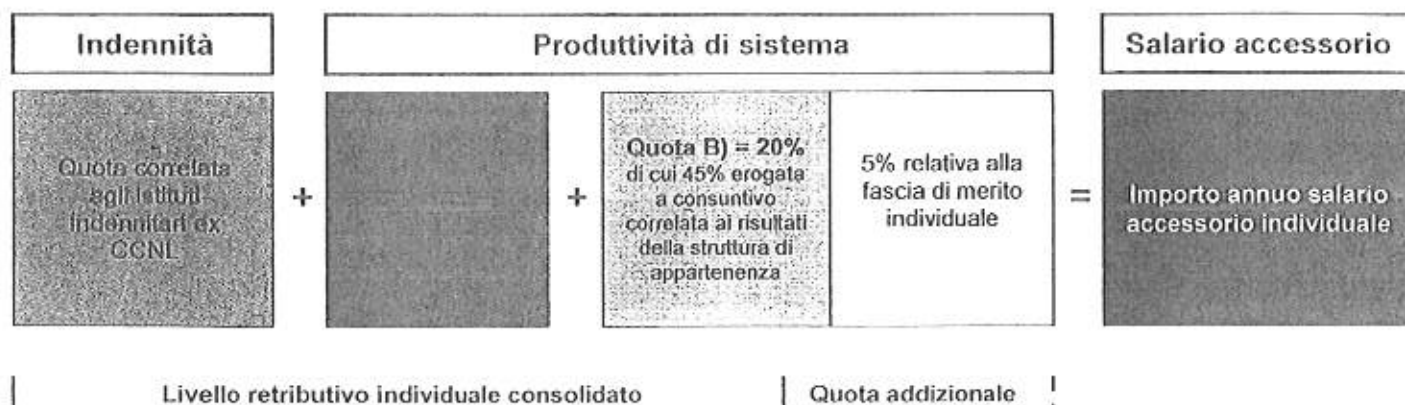 Indennità
Produttività di sistema
Salario accessorio
Quota correlata
agli istituti
indennitari ex
CCNL
+
+
Quota B) = 20%
di cui 45% erogata
a consuntivo
correlata ai risultati
della struttura di
appartenenza
5% relativa alla
fascia di merito
individuale
=
Importo annuo salario
accessorio individuale
Livello retributivo individuale consolidato
Quota addizionale